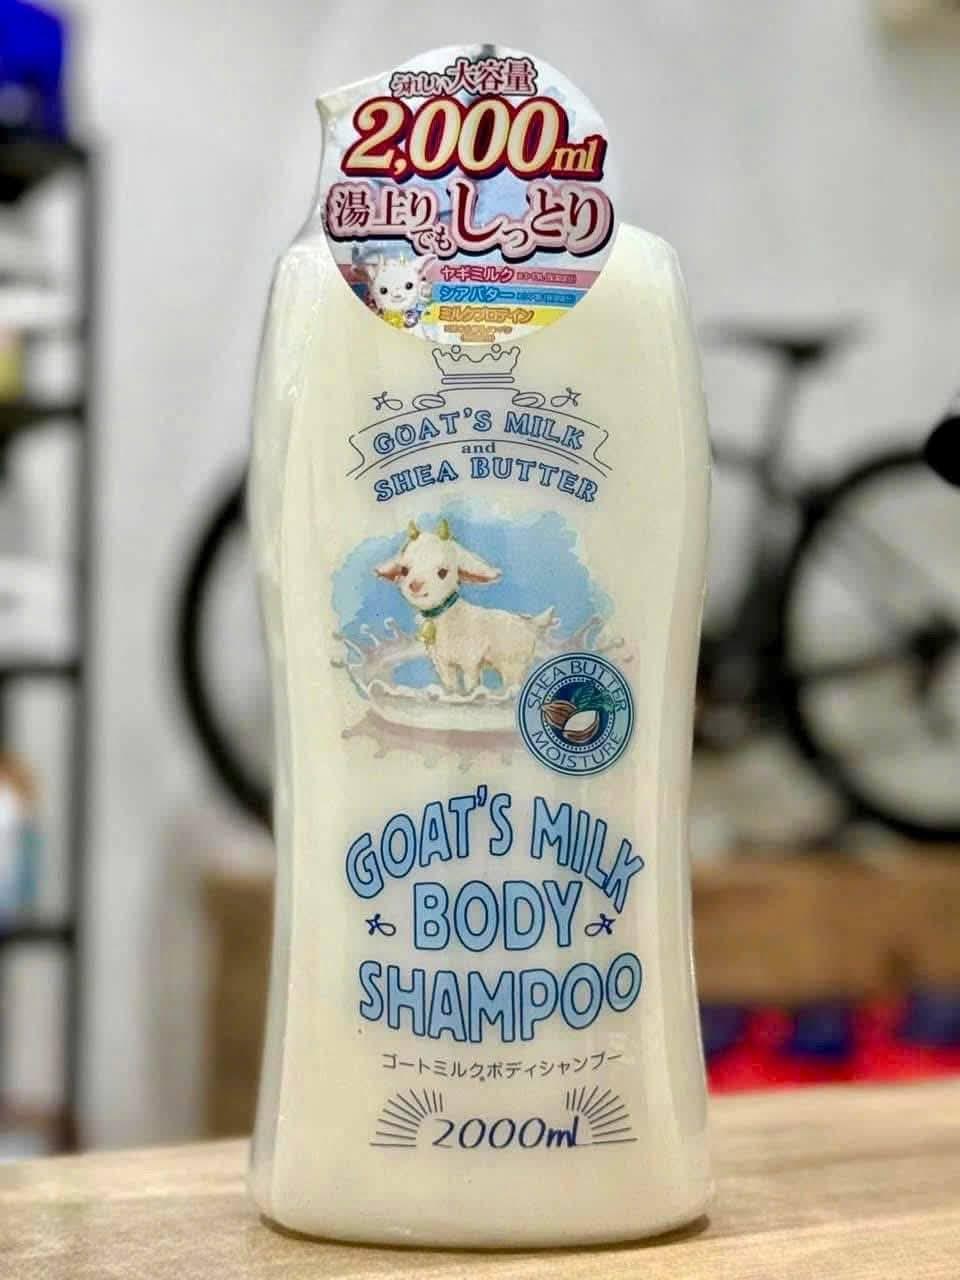 うれしい大容量
2,000ml
湯上りでもしっとり
ヤギミルク
シアバター
ミルクプロテイン
GOAT'S MILK
and
SHEA BUTTER
SHEA BUTTER
MOISTURE
GOAT'S MILK
BODY
SHAMPOO
ゴートミルクボディシャンプー
2000ml